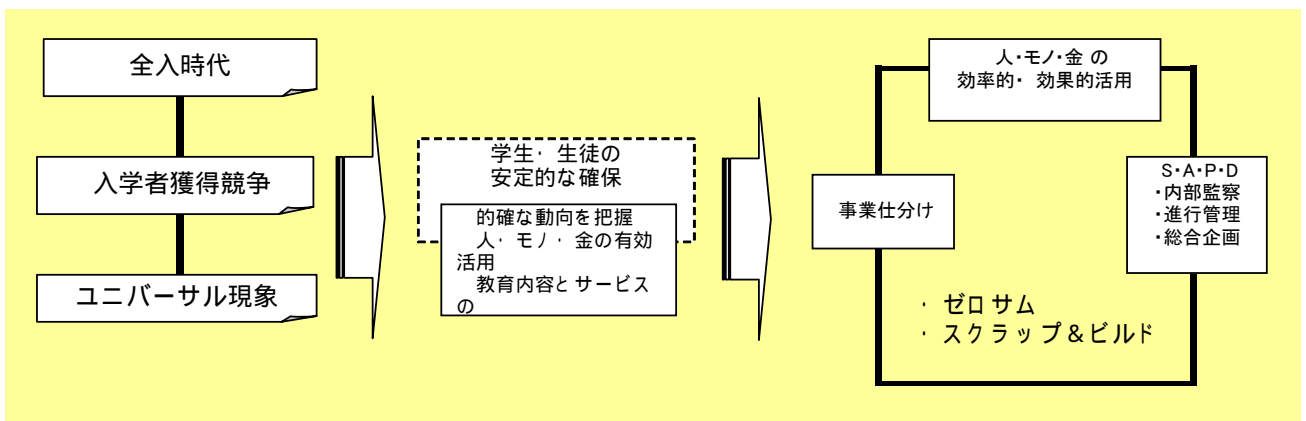 全入時代
入学者獲得競争
ユニバーサル現象
学生・生徒の
安定的な確保
的確な動向を把握
人・モノ・金の有効
活用
教育内容とサービス
の
人・モノ・金 の
効率的・ 効果的活用
事業仕分け
S・A・P・D
・内部監察
・進行管理
・総合企画
・ ゼロサム
・ スクラップ&ビルド